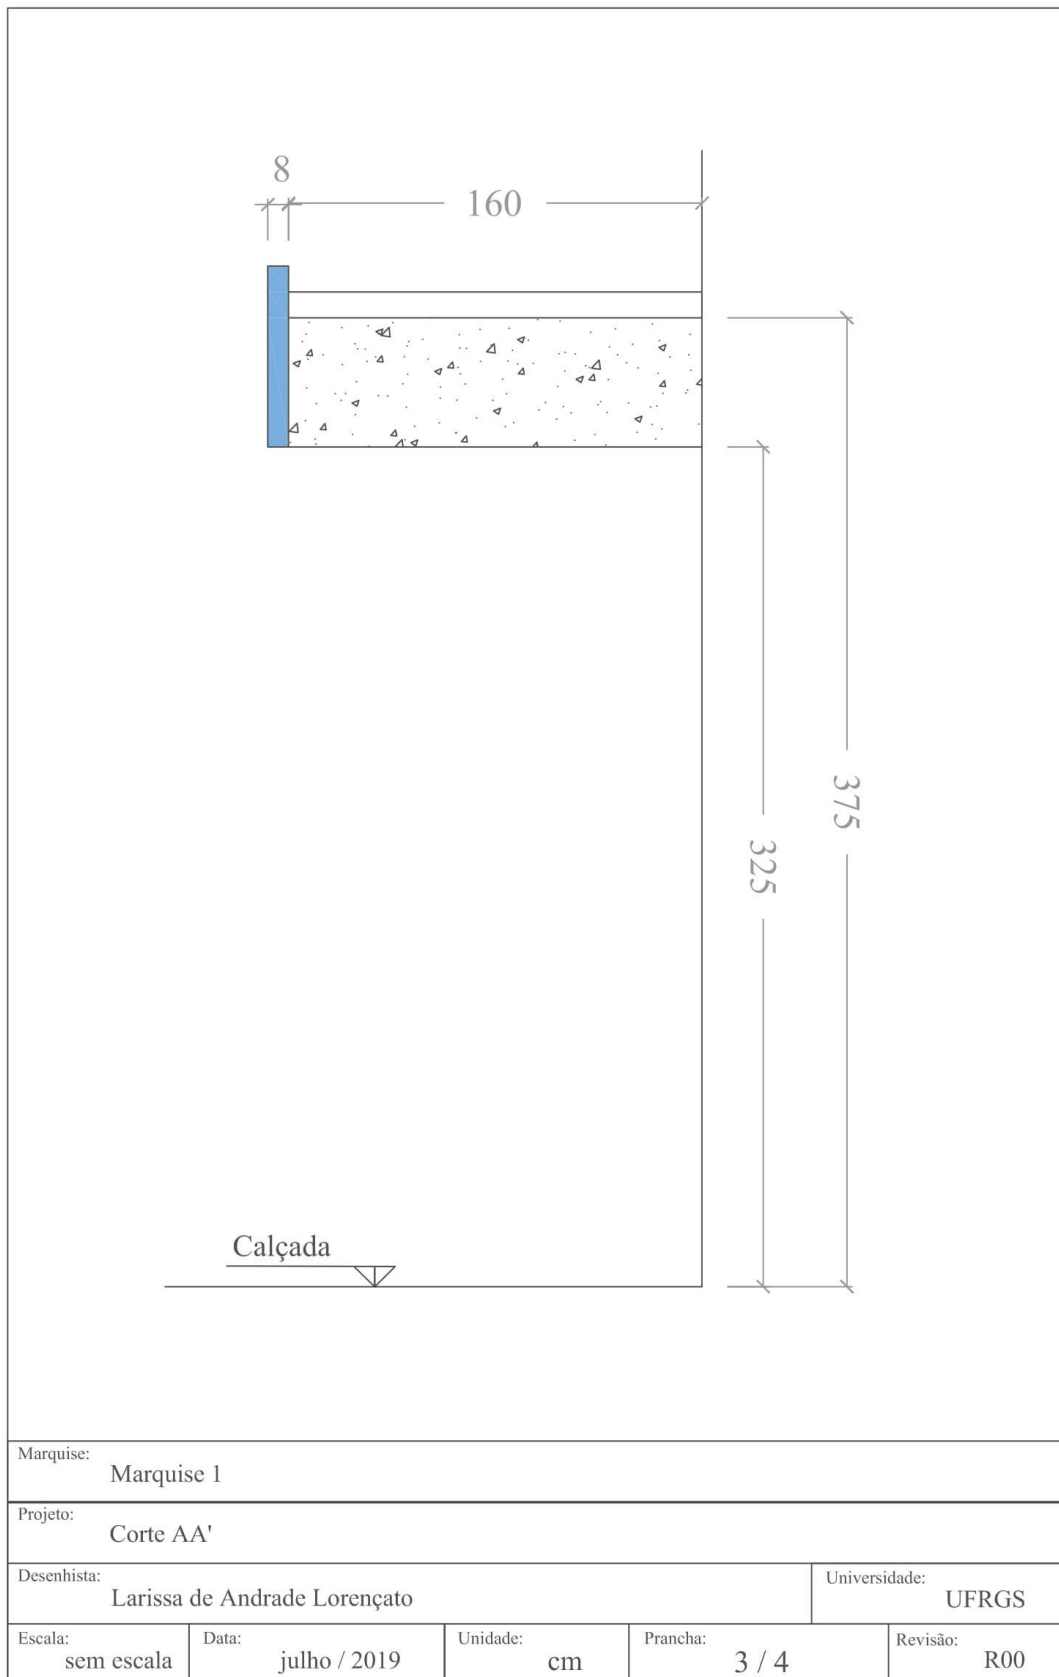 8
160
375
325
Calçada
Marquise:
Marquise 1
Projeto:
Corte AA'
Desenhista:
Larissa de Andrade Lorençato
Universidade:
UFRGS
Escala:
sem escala
Data:
julho / 2019
Unidade:
cm
Prancha:
3 / 4
Revisão:
R00